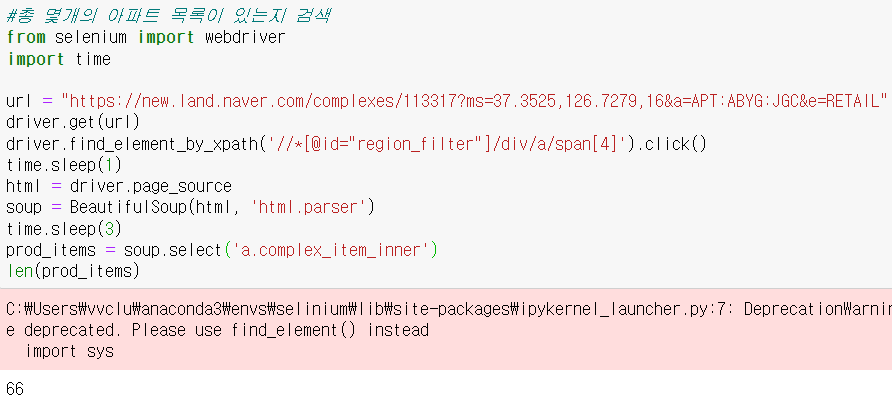 #총 몇개의 아파트 목록이 있는지 검색
from selenium import webdriver
import time
url = "https://new.land.naver.com/complexes/113317?ms=37.3525,126.7279,16&a=APT:ABYG:JGC&e=RETAIL"
driver.get(url)
driver.find_element_by_xpath('//*[@id="region_filter"]/div/a/span[4]').click()
time.sleep(1)
html = driver.page_source
soup = BeautifulSoup(html, 'html.parser')
time.sleep(3)
prod_items = soup.select('a.complex_item_inner')
len(prod_items)
C:₩Users₩vvclu₩anaconda3₩envs₩selinium₩lib₩site-packages₩ipykernel_launcher.py:7: DeprecationWarnin
e deprecated. Please use find_element() instead
import sys
66